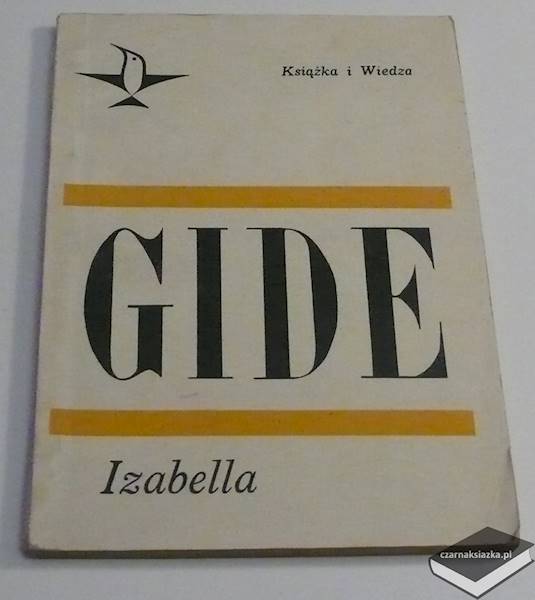 Książka i Wiedza
GIDE
Izabella
czarnaksiazka.pl